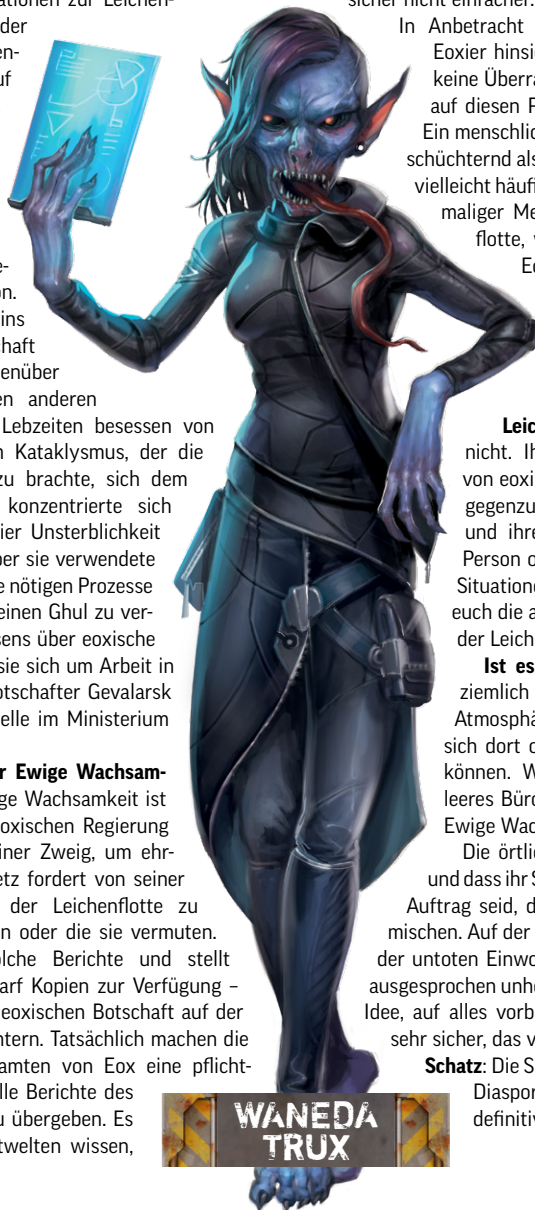 ationen zur Leichen-
der
en-
uf
e-
on.
ins
haft
enüber
en anderen
Lebzeiten besessen von
n Kataklysmus, der die
zu brachte, sich dem
konzentrierte sich
ier Unsterblichkeit
ber sie verwendete
e nötigen Prozesse
einen Ghul zu ver-
sens über eoxische
sie sich um Arbeit in
otschafter Gevalarsk
elle im Ministerium
r Ewige Wachsam-
ge Wachsamkeit ist
oxischen Regierung
iner Zweig, um ehr-
etz fordert von seiner
der Leichenflotte zu
n oder die sie vermuten.
lche Berichte und stellt
arf Kopien zur Verfügung –
eoxischen Botschaft auf der
ntern. Tatsächlich machen die
amten von Eox eine pflicht-
lle Berichte des
u übergeben. Es
twelten wissen,
sicher nicht einfacher.
In Anbetracht
Eoxier hinsi
keine Überra
auf diesen P
Ein menschlic
schüchternd als
vielleicht häufi
maliger Me
flotte, v
Ec
Leic
nicht. Ih
von eoxi
gegenzu
und ihre
Person o
Situatione
euch die a
der Leich
Ist es
ziemlich
Atmosphä
sich dort c
können. W
leeres Büro
Ewige Wac
Die örtlic
und dass ihr S
Auftrag seid, d
mischen. Auf der
der untoten Einwo
ausgesprochen unhe
Idee, auf alles vorb
sehr sicher, das v
Schatz: Die S
Diaspor
definitiv
WANEDA
TRUX